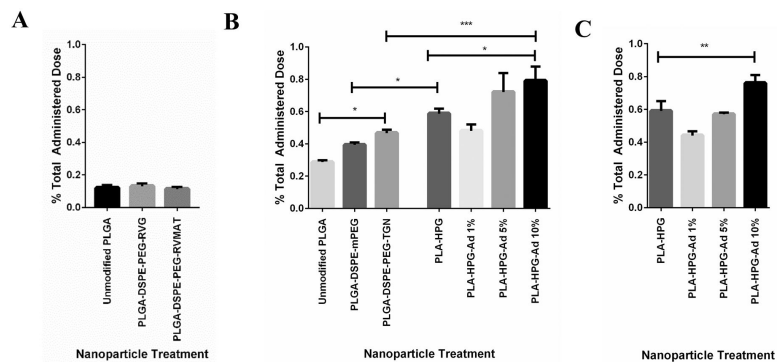 A
% Total Administered Dose
1.0
0.8
0.6
0.4
0.2
0.0
Unmodified PLGA
PLGA-DSPE-PEG-RVG
PLGA-DSPE-PEG-RVMAT
Nanoparticle Treatment
B
% Total Administered Dose
1.0
0.8
0.6
0.4
0.2
0.0
***
*
*
*
Unmodified PLGA
PLGA-DSPE-mPEG
PLGA-DSPE-PEG-TGN
PLA-HPG
PLA-HPG-Ad 1%
PLA-HPG-Ad 5%
PLA-HPG-Ad 10%
Nanoparticle Treatment
C
% Total Administered Dose
1.0
0.8
0.6
0.4
0.2
0.0
**
PLA-HPG
PLA-HPG-Ad 1%
PLA-HPG-Ad 5%
PLA-HPG-Ad 10%
Nanoparticle Treatment